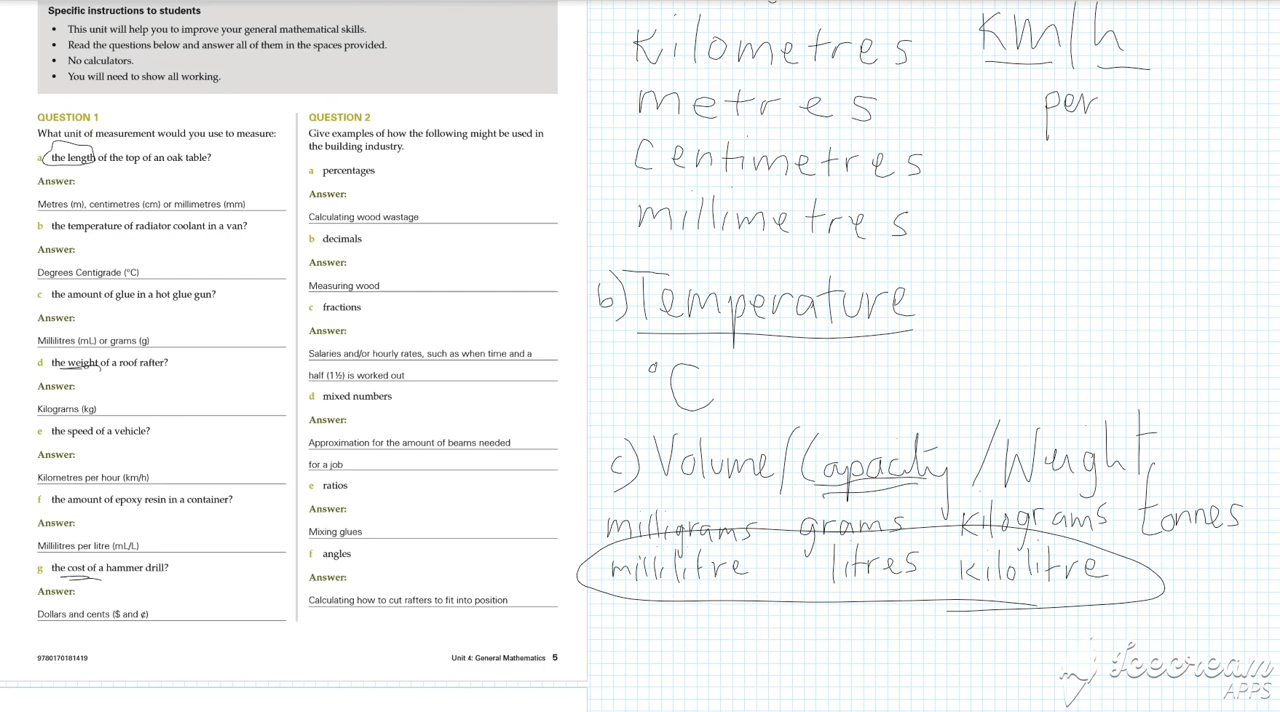 Specific instructions to students
• This unit will help you to improve your general mathematical skills.
• Read the questions below and answer all of them in the spaces provided.
• No calculators.
• You will need to show all working.
QUESTION 1
What unit of measurement would you use to measure:
a the length of the top of an oak table?
Answer:
Metres (m), centimetres (cm) or millimetres (mm)
b the temperature of radiator coolant in a van?
Answer:
Degrees Centigrade (°C)
c the amount of glue in a hot glue gun?
Answer:
Millilitres (mL) or grams (g)
d the weight of a roof rafter?
Answer:
Kilograms (kg)
e the speed of a vehicle?
Answer:
Kilometres per hour (km/h)
f the amount of epoxy resin in a container?
Answer:
Millilitres per litre (mL/L)
g the cost of a hammer drill?
Answer:
Dollars and cents ($ and ¢)
QUESTION 2
Give examples of how the following might be used in
the building industry.
a percentages
Answer:
Calculating wood wastage
b decimals
Answer:
Measuring wood
c fractions
Answer:
Salaries and/or hourly rates, such as when time and a
half (1½) is worked out
d mixed numbers
Answer:
Approximation for the amount of beams needed
for a job
e ratios
Answer:
Mixing glues
f angles
Answer:
Calculating how to cut rafters to fit into position
9780170181419
Unit 4: General Mathematics 5
Kilometres km/h
metres per
Centimetres
millimetres
b) Temperature
°C
c) Volume/Capacity/Weight
milligrams grams kilograms tonnes
millilitre litres kilolitre
Icecream
APPS